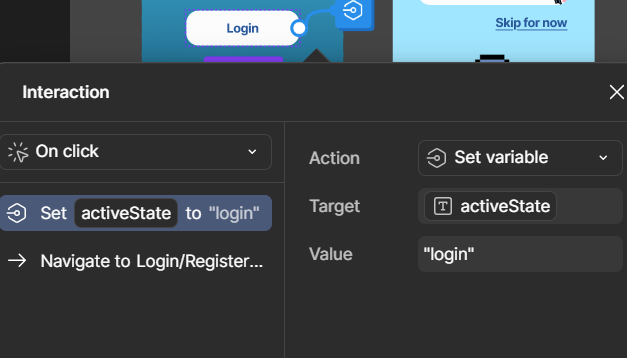 Login
Skip for now
Interaction
On click
Set activeState to "login"
Navigate to Login/Register...
Action
Set variable
Target
activeState
Value
"login"